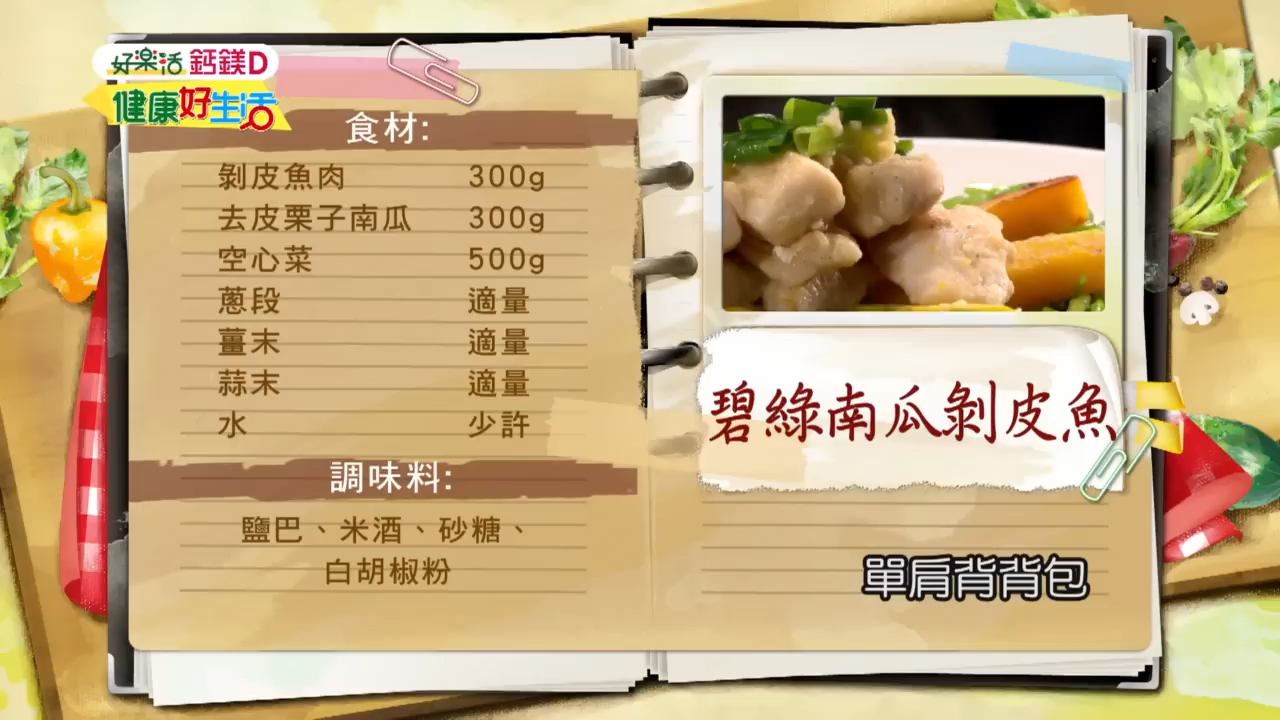 好樂活 鈣鎂D
健康好生活
食材:
剝皮魚肉 300g
去皮栗子南瓜 300g
空心菜 500g
蔥段 適量
薑末 適量
蒜末 適量
水 少許
調味料:
鹽巴、米酒、砂糖、
白胡椒粉
碧綠南瓜剝皮魚
單肩背背包